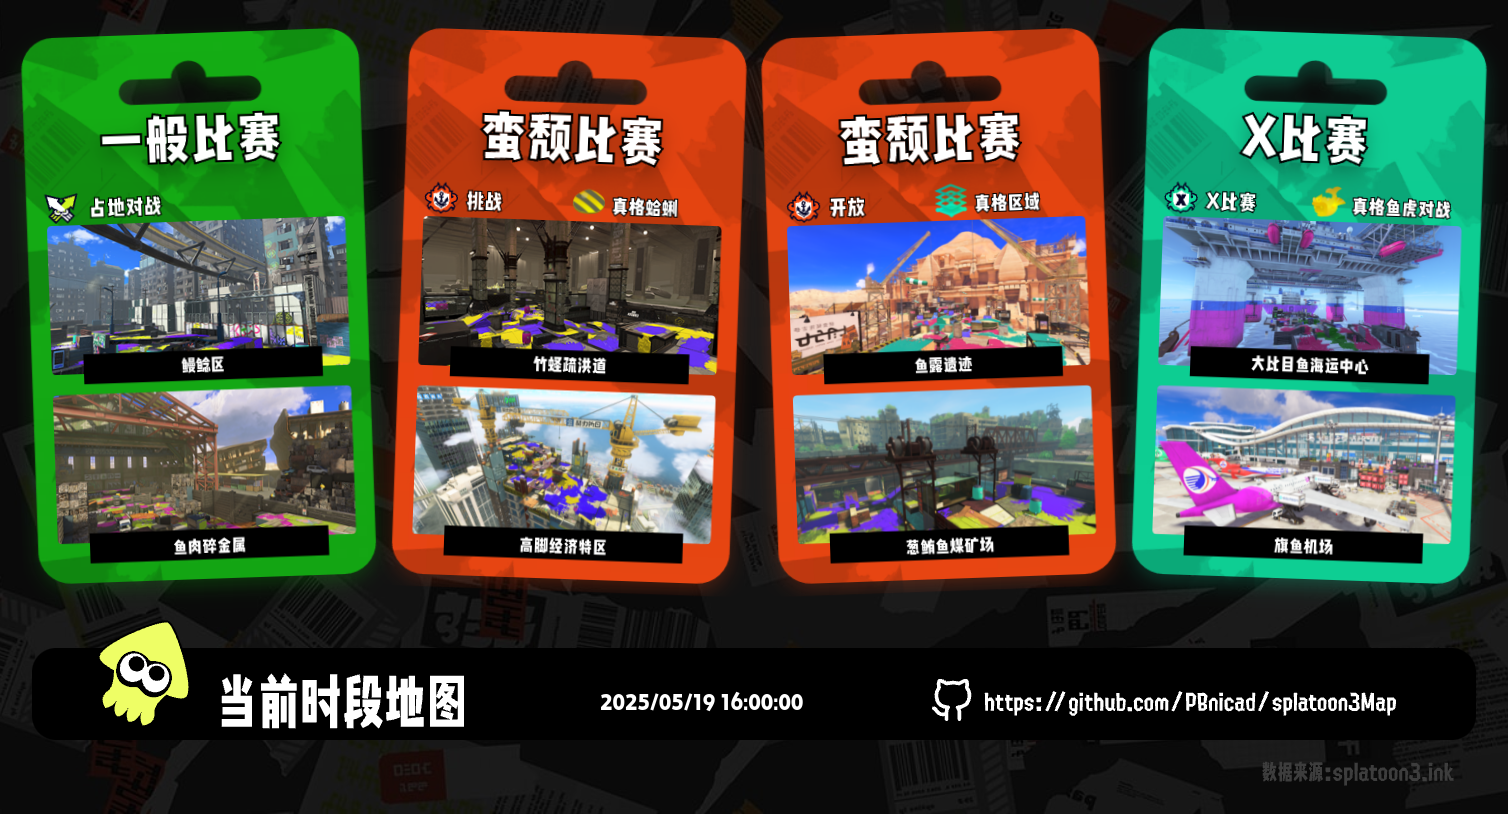 一般比赛
占地对战
鳗鲶区
鱼肉碎金属
蛮颓比赛
挑战
真格蛤蜊
竹蛏疏洪道
高脚经济特区
蛮颓比赛
开放
真格区域
鱼露遗迹
葱鲔鱼煤矿场
X比赛
X比赛
真格鱼虎对战
大比目鱼海运中心
旗鱼机场
当前时段地图
2025/05/19 16:00:00
https://github.com/PBnicad/splatoon3Map
数据来源:splatoon3.ink